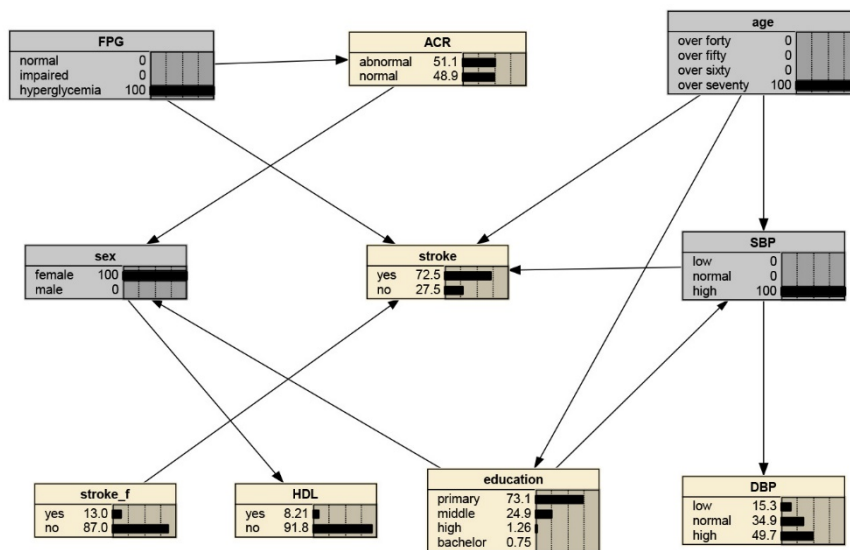 FPG
normal 0
impaired 0
hyperglycemia 100
ACR
abnormal 51.1
normal 48.9
age
over forty 0
over fifty 0
over sixty 0
over seventy 100
sex
female 100
male 0
stroke
yes 72.5
no 27.5
SBP
low 0
normal 0
high 100
stroke_f
yes 13.0
no 87.0
HDL
yes 8.21
no 91.8
education
primary 73.1
middle 24.9
high 1.26
bachelor 0.75
DBP
low 15.3
normal 34.9
high 49.7